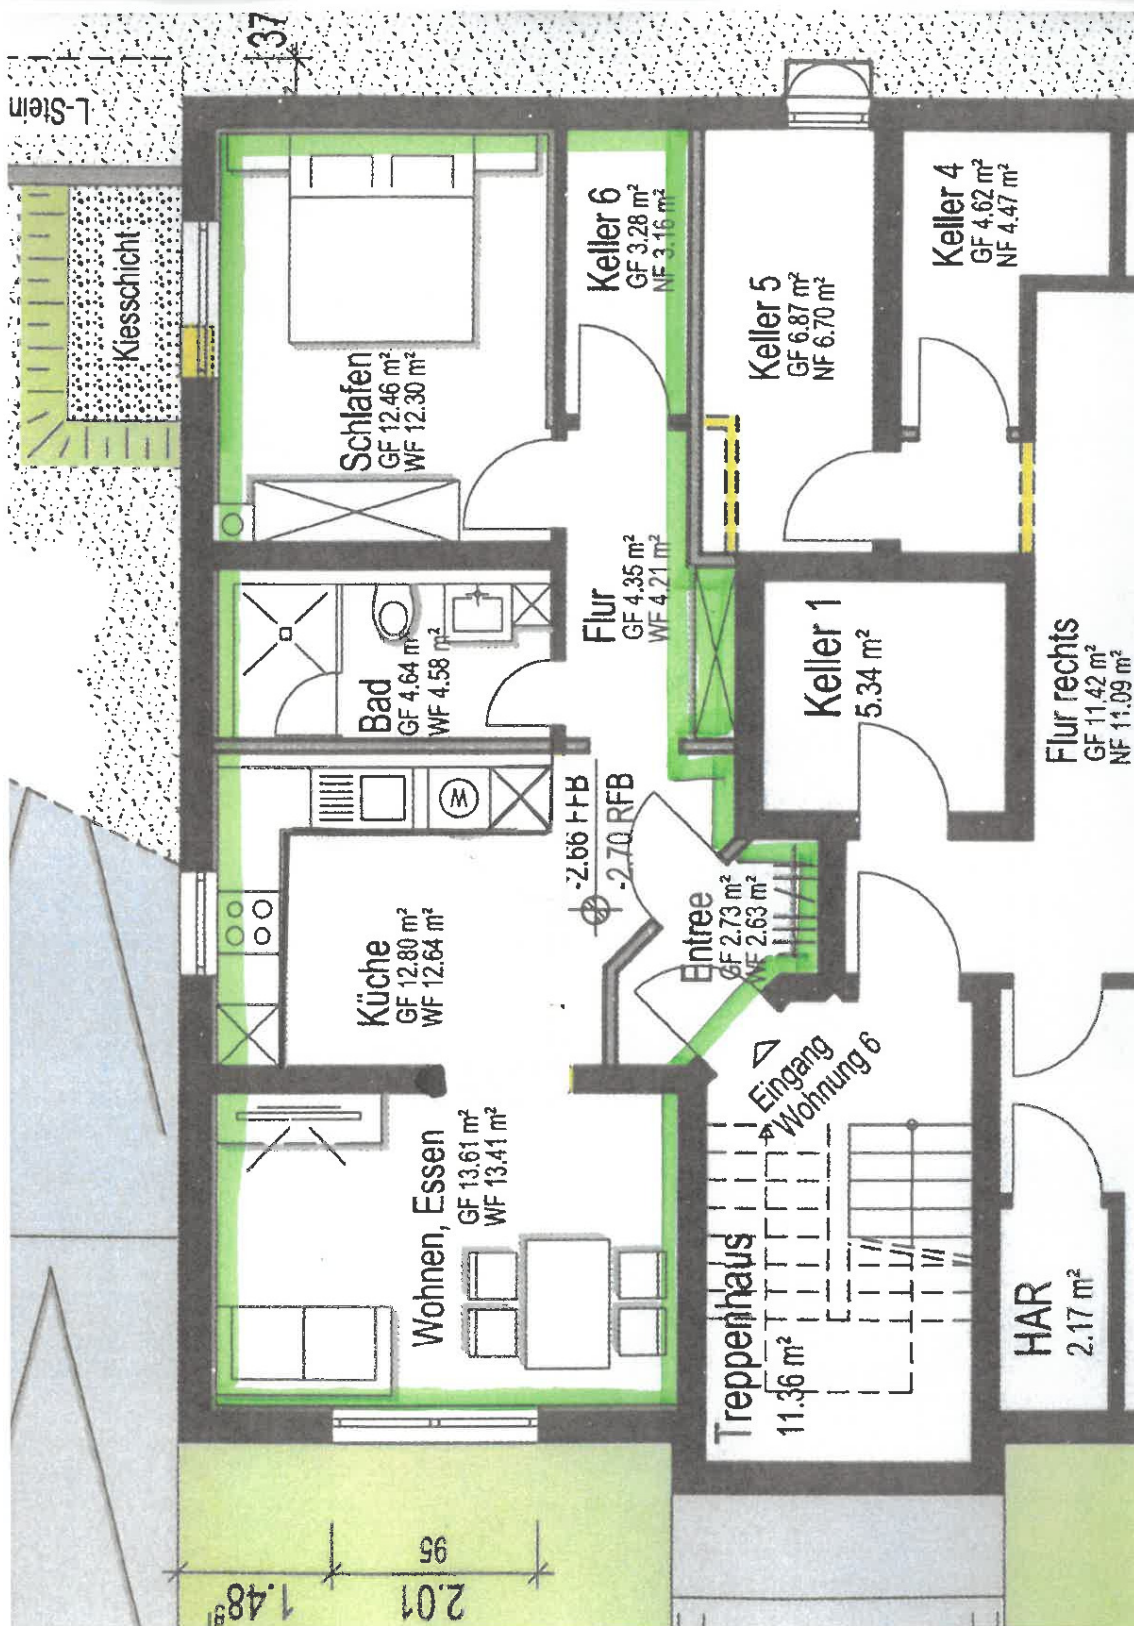 L-Stein
37
Kiesschicht
Schlafen
GF 12.46 m²
WF 12.30 m²
Keller 6
GF 3.28 m²
NF 3.16 m²
Keller 5
GF 6.87 m²
NF 6.70 m²
Keller 4
GF 4.62 m²
NF 4.47 m²
Bad
GF 4.64 m²
WF 4.58 m²
Flur
GF 4.35 m²
WF 4.21 m²
Keller 1
5.34 m²
Flur rechts
GF 11.42 m²
NF 11.09 m²
Küche
GF 12.80 m²
WF 12.64 m²
W
-2.66 FFB
-2.70 RFB
Entree
GF 2.73 m²
WF 2.63 m²
Eingang
Wohnung 6
Wohnen, Essen
GF 13.61 m²
WF 13.41 m²
Treppenhaus
11.36 m²
HAR
2.17 m²
1.48
2.01
95